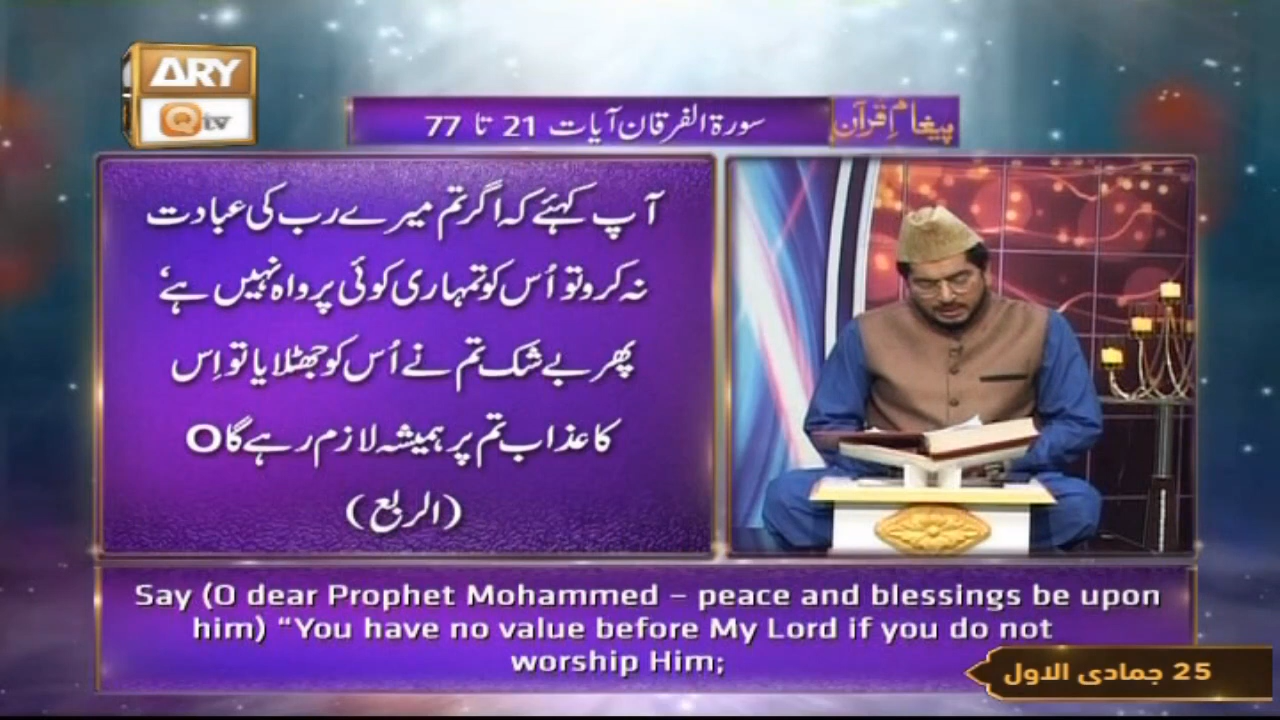 ARY
Qtv
پیغامِ قرآن
سورۃ الفرقان آیات 21 تا 77
آپ کہئے کہ اگر تم میرے رب کی عبادت
نہ کرو تو اُس کو تمہاری کوئی پرواہ نہیں ہے‘
پھر بے شک تم نے اُس کو جھٹلایا تو اِس
کا عذاب تم پر ہمیشہ لازم رہے گاO
(الربع)
Say (O dear Prophet Mohammed – peace and blessings be upon
him) “You have no value before My Lord if you do not
worship Him;
25 جمادی الاول